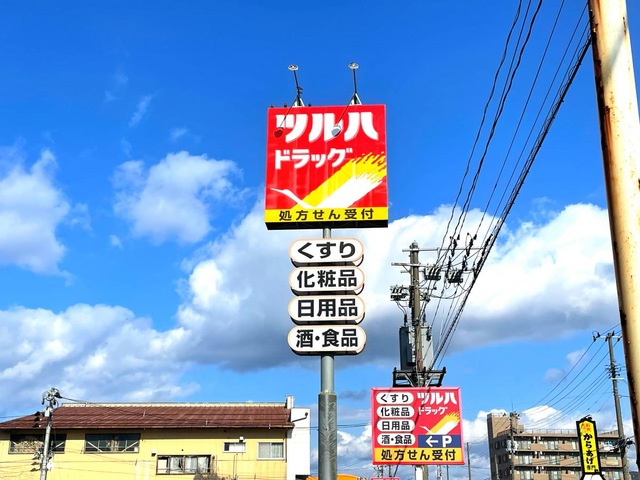 ツルハ
ドラッグ
処方せん受付
くすり
化粧品
日用品
酒・食品
くすり
化粧品
日用品
酒・食品
ツルハ
ドラッグ
←P
処方せん受付
からあげ